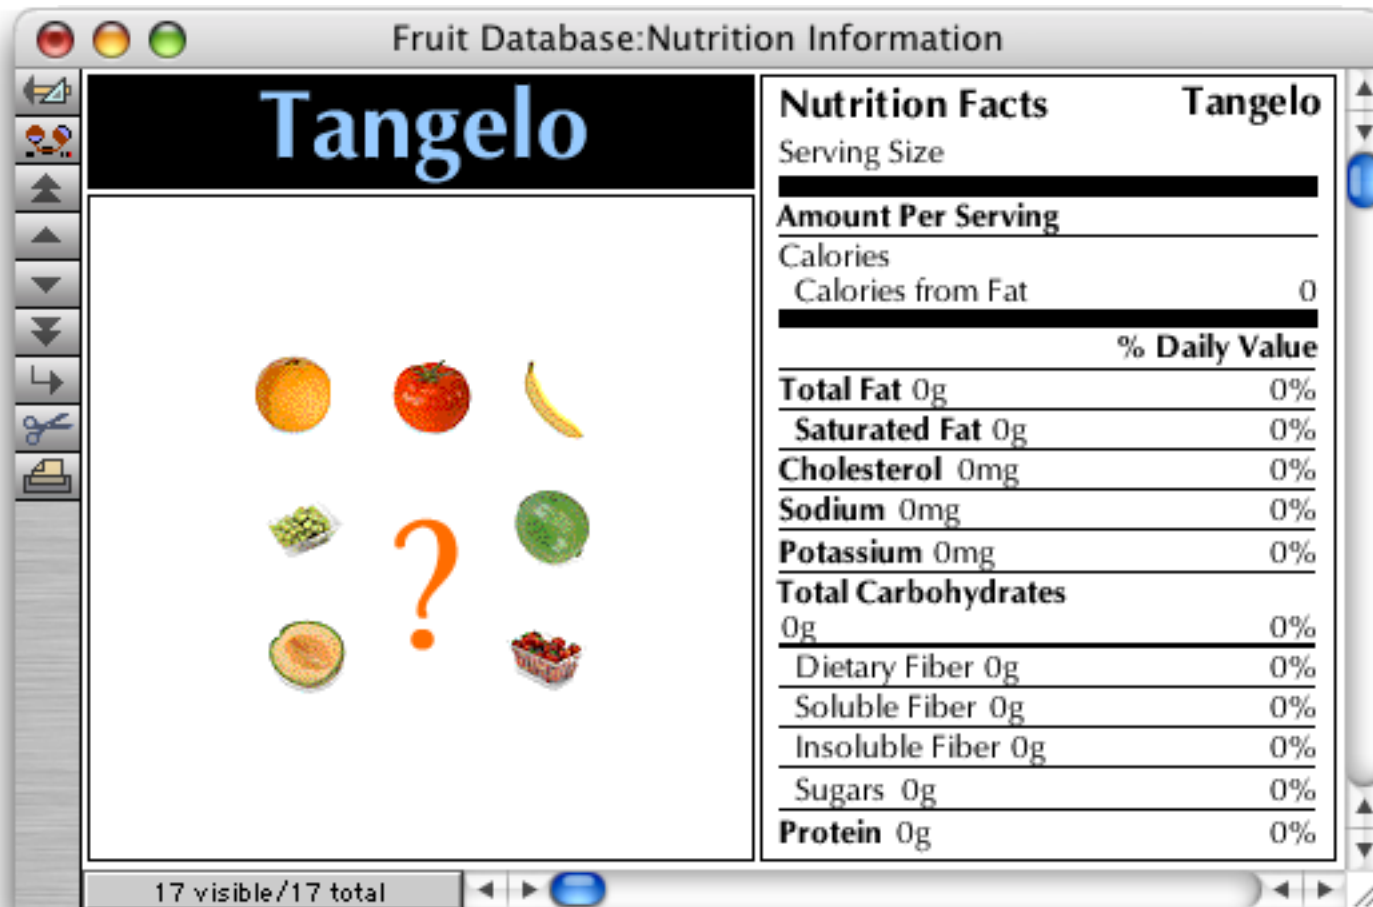 Fruit Database:Nutrition Information
Tangelo
?
Nutrition Facts Tangelo
Serving Size
Amount Per Serving
Calories
Calories from Fat 0
% Daily Value
Total Fat 0g 0%
Saturated Fat 0g 0%
Cholesterol 0mg 0%
Sodium 0mg 0%
Potassium 0mg 0%
Total Carbohydrates
0g 0%
Dietary Fiber 0g 0%
Soluble Fiber 0g 0%
Insoluble Fiber 0g 0%
Sugars 0g 0%
Protein 0g 0%
17 visible/17 total